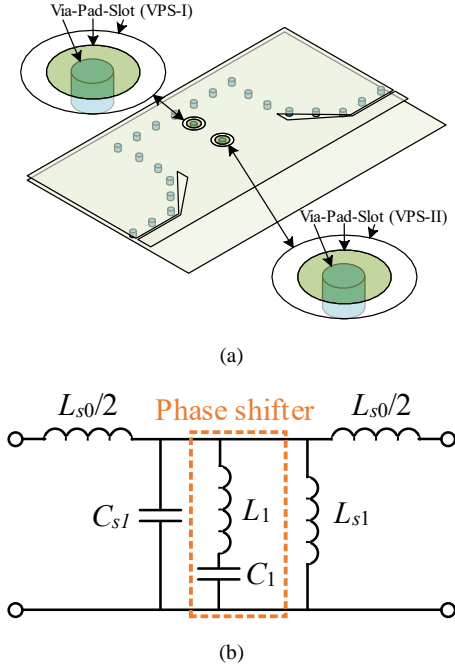 Via-Pad-Slot (VPS-I)
Via-Pad-Slot (VPS-II)
(a)
Ls0/2 Phase shifter Ls0/2
Cs1 L1 C1 Ls1
(b)